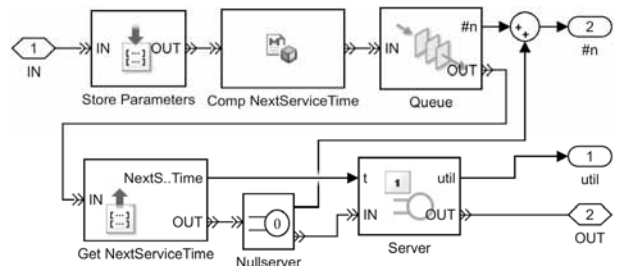 1
IN
IN
OUT
Store Parameters
Comp NextServiceTime
IN
#n
OUT
Queue
2
#n
IN
NextS..Time
OUT
Get NextServiceTime
0
Nullserver
t
IN
1
util
OUT
Server
1
util
2
OUT